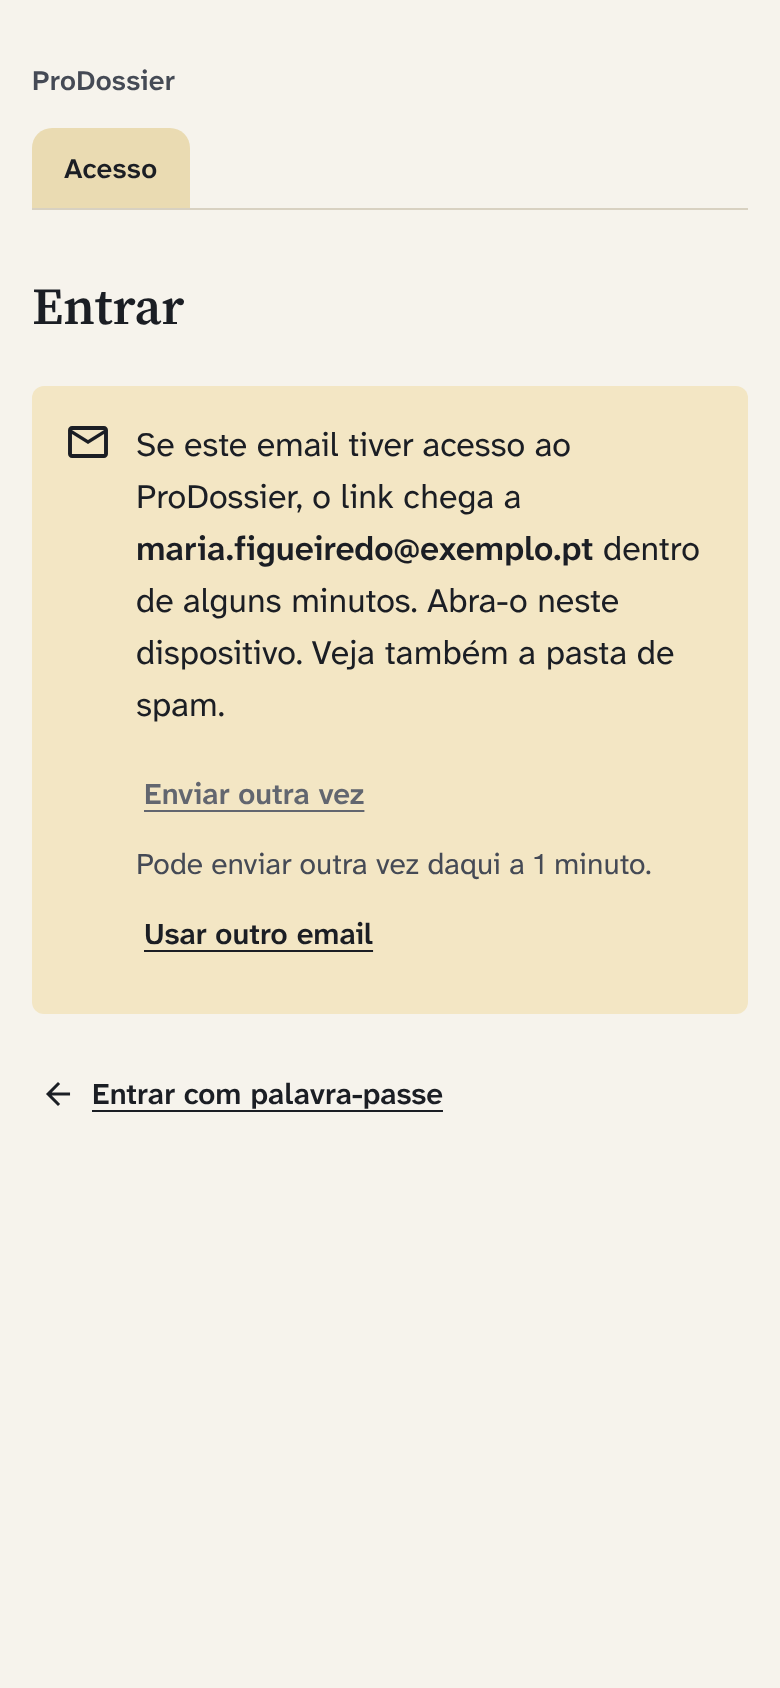 ProDossier
Acesso
Entrar
Se este email tiver acesso ao
ProDossier, o link chega a
maria.figueiredo@exemplo.pt dentro
de alguns minutos. Abra-o neste
dispositivo. Veja também a pasta de
spam.
Enviar outra vez
Pode enviar outra vez daqui a 1 minuto.
Usar outro email
Entrar com palavra-passe